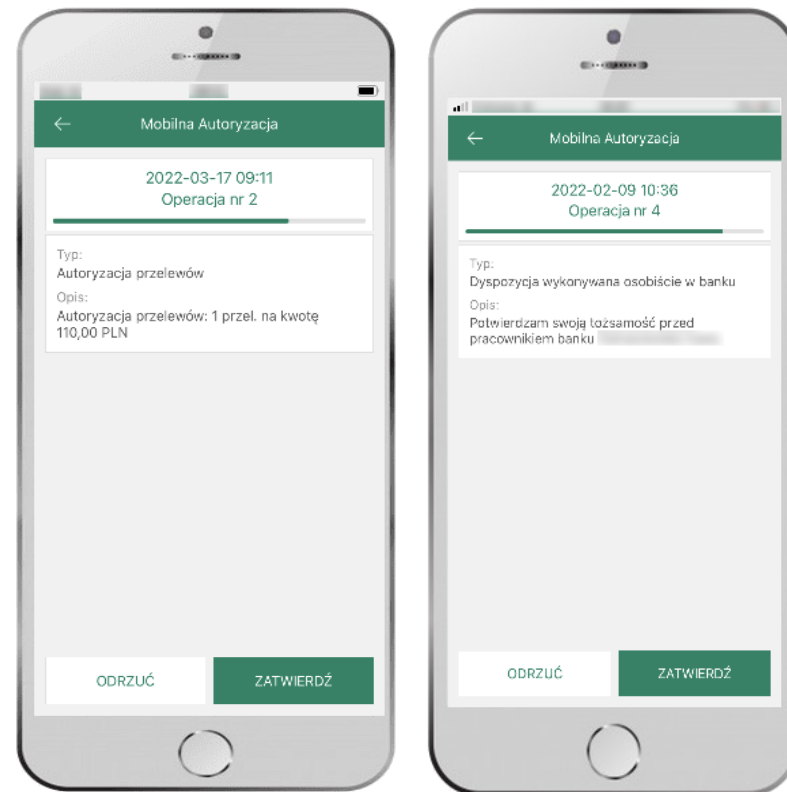 Mobilna Autoryzacja
2022-03-17 09:11
Operacja nr 2
Typ:
Autoryzacja przelewów
Opis:
Autoryzacja przelewów: 1 przel. na kwotę
110,00 PLN
ODRZUĆ
ZATWIERDŹ
Mobilna Autoryzacja
2022-02-09 10:36
Operacja nr 4
Typ:
Dyspozycja wykonywana osobiście w banku
Opis:
Potwierdzam swoją tożsamość przed
pracownikiem banku
ODRZUĆ
ZATWIERDŹ